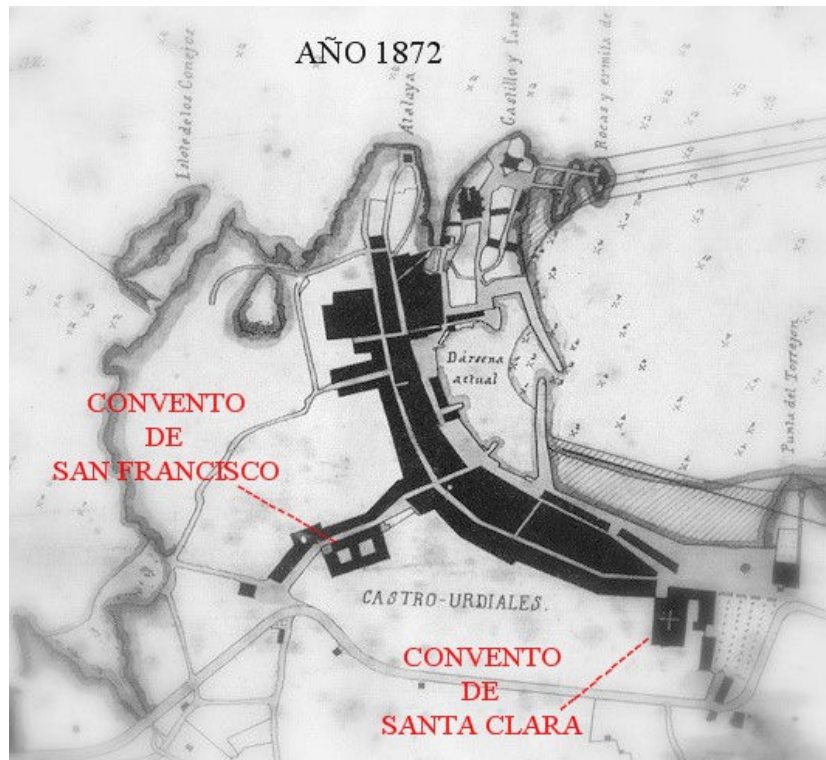 AÑO 1872
Islote de los Conejos
Atalaya
Castillo y faro
Rocas y ermita de
Dársena
actual
Punta del Torrejon
CONVENTO
DE
SAN FRANCISCO
CASTRO-URDIALES.
CONVENTO
DE
SANTA CLARA